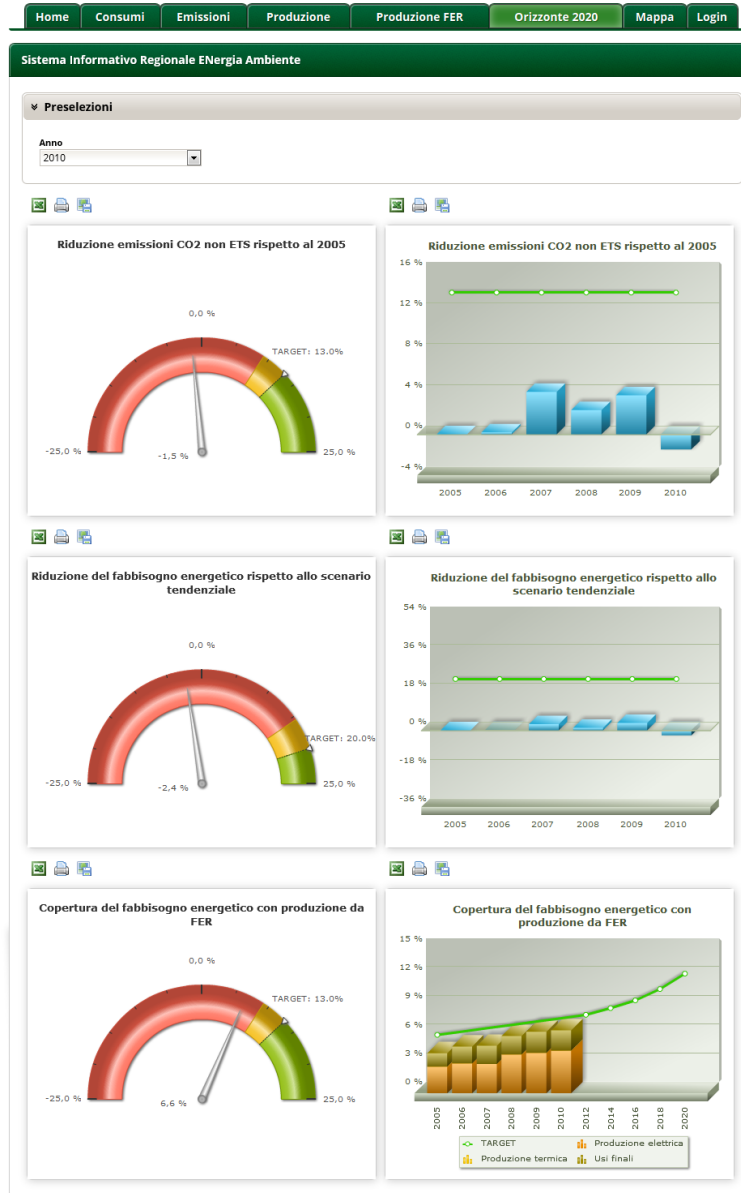 Home Consumi Emissioni Produzione Produzione FER Orizzonte 2020 Mappa Login
Sistema Informativo Regionale ENergia Ambiente
Preselezioni
Anno
2010
Riduzione emissioni CO2 non ETS rispetto al 2005
0,0 %
TARGET: 13.0%
-25,0 %
-1,5 %
25,0 %
Riduzione emissioni CO2 non ETS rispetto al 2005
16 %
12 %
8 %
4 %
0 %
-4 %
2005 2006 2007 2008 2009 2010
Riduzione del fabbisogno energetico rispetto allo scenario
tendenziale
0,0 %
TARGET: 20.0%
-25,0 %
-2,4 %
25,0 %
Riduzione del fabbisogno energetico rispetto allo
scenario tendenziale
54 %
36 %
18 %
0 %
-18 %
-36 %
2005 2006 2007 2008 2009 2010
Copertura del fabbisogno energetico con produzione da
FER
0,0 %
TARGET: 13.0%
-25,0 %
6,6 %
25,0 %
Copertura del fabbisogno energetico con
produzione da FER
15 %
12 %
9 %
6 %
3 %
0 %
2005 2006 2007 2008 2009 2010 2012 2014 2016 2018 2020
TARGET Produzione elettrica
Produzione termica Usi finali